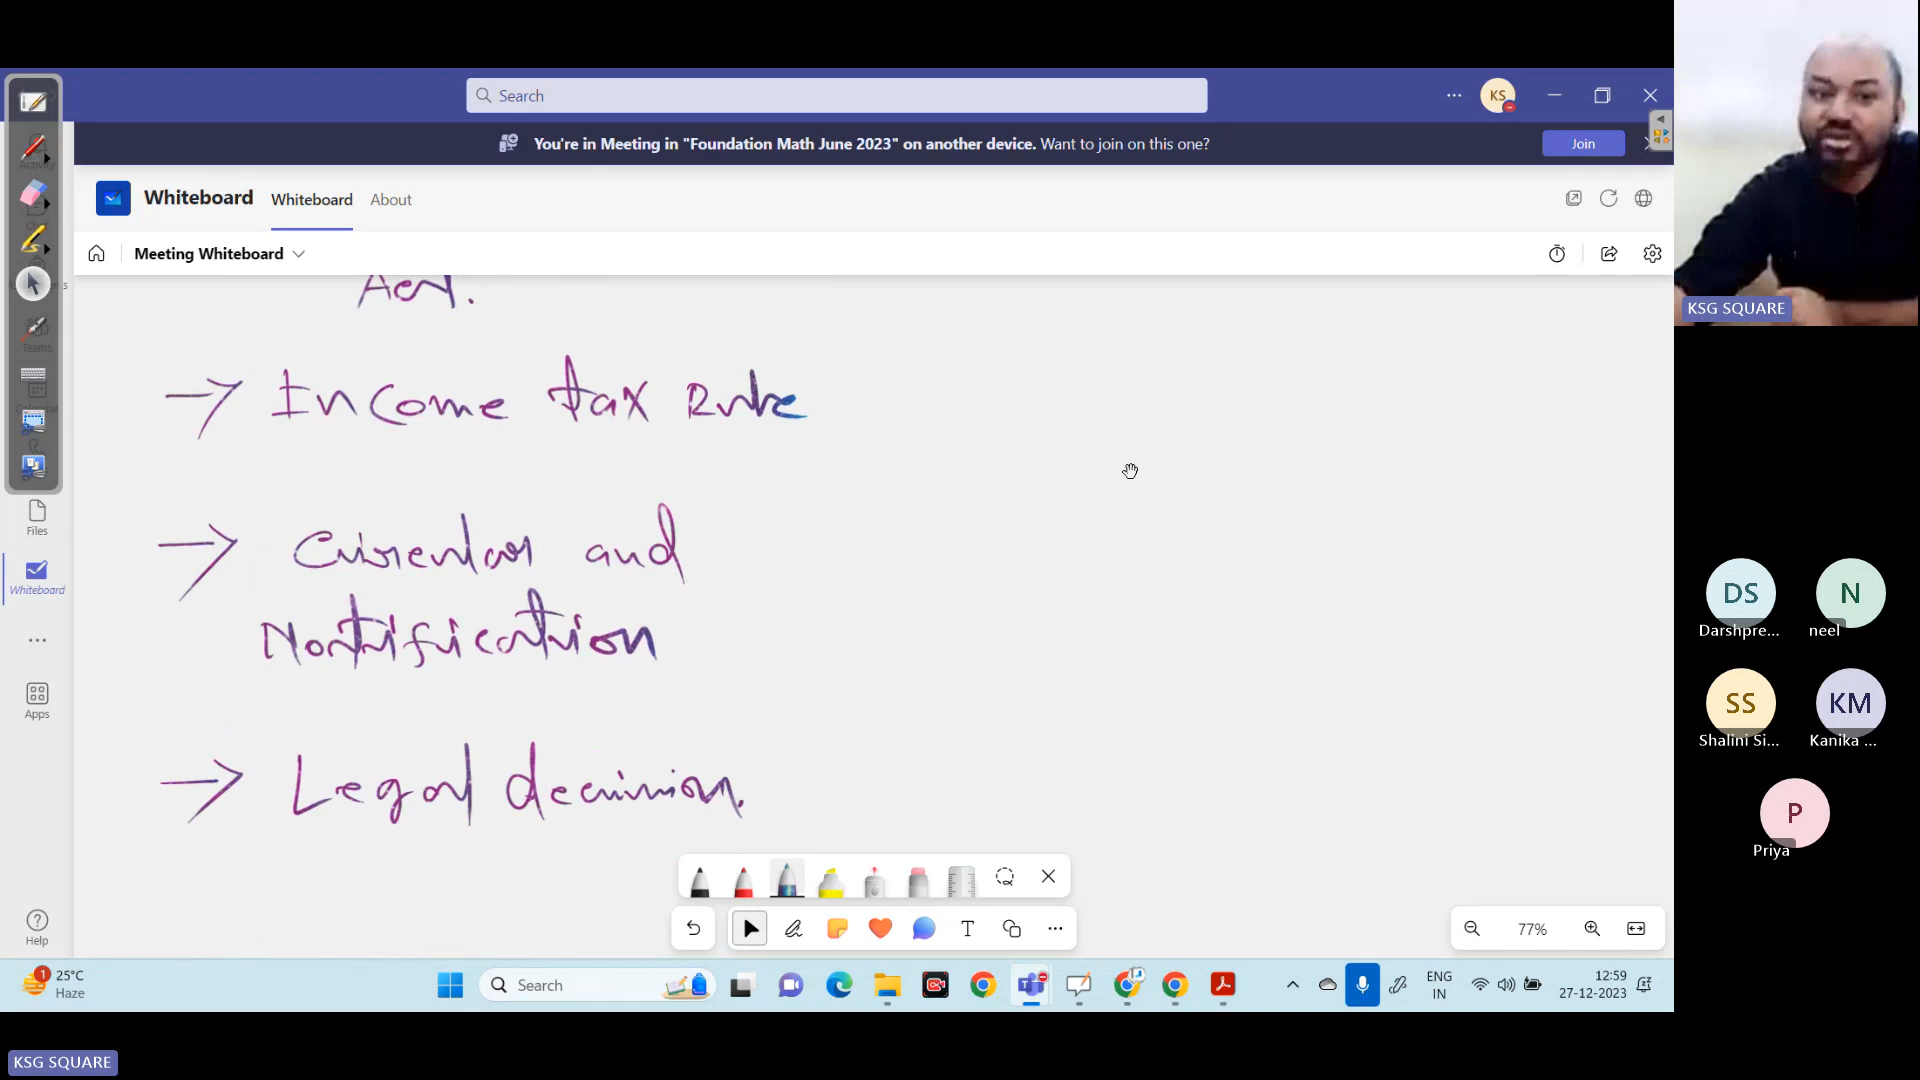 Search
KS
You're in Meeting in "Foundation Math June 2023" on another device. Want to join on this one?
Join
Whiteboard
Whiteboard
About
Meeting Whiteboard
Act.
→ Income tax Rule
→ Circular and
Notification
→ Legal decision.
Teams
Files
Whiteboard
Apps
Help
77%
KSG SQUARE
DS
Darshpre...
N
neel
SS
Shalini Si...
KM
Kanika ...
P
Priya
1
25°C
Haze
Search
ENG
IN
12:59
27-12-2023
KSG SQUARE